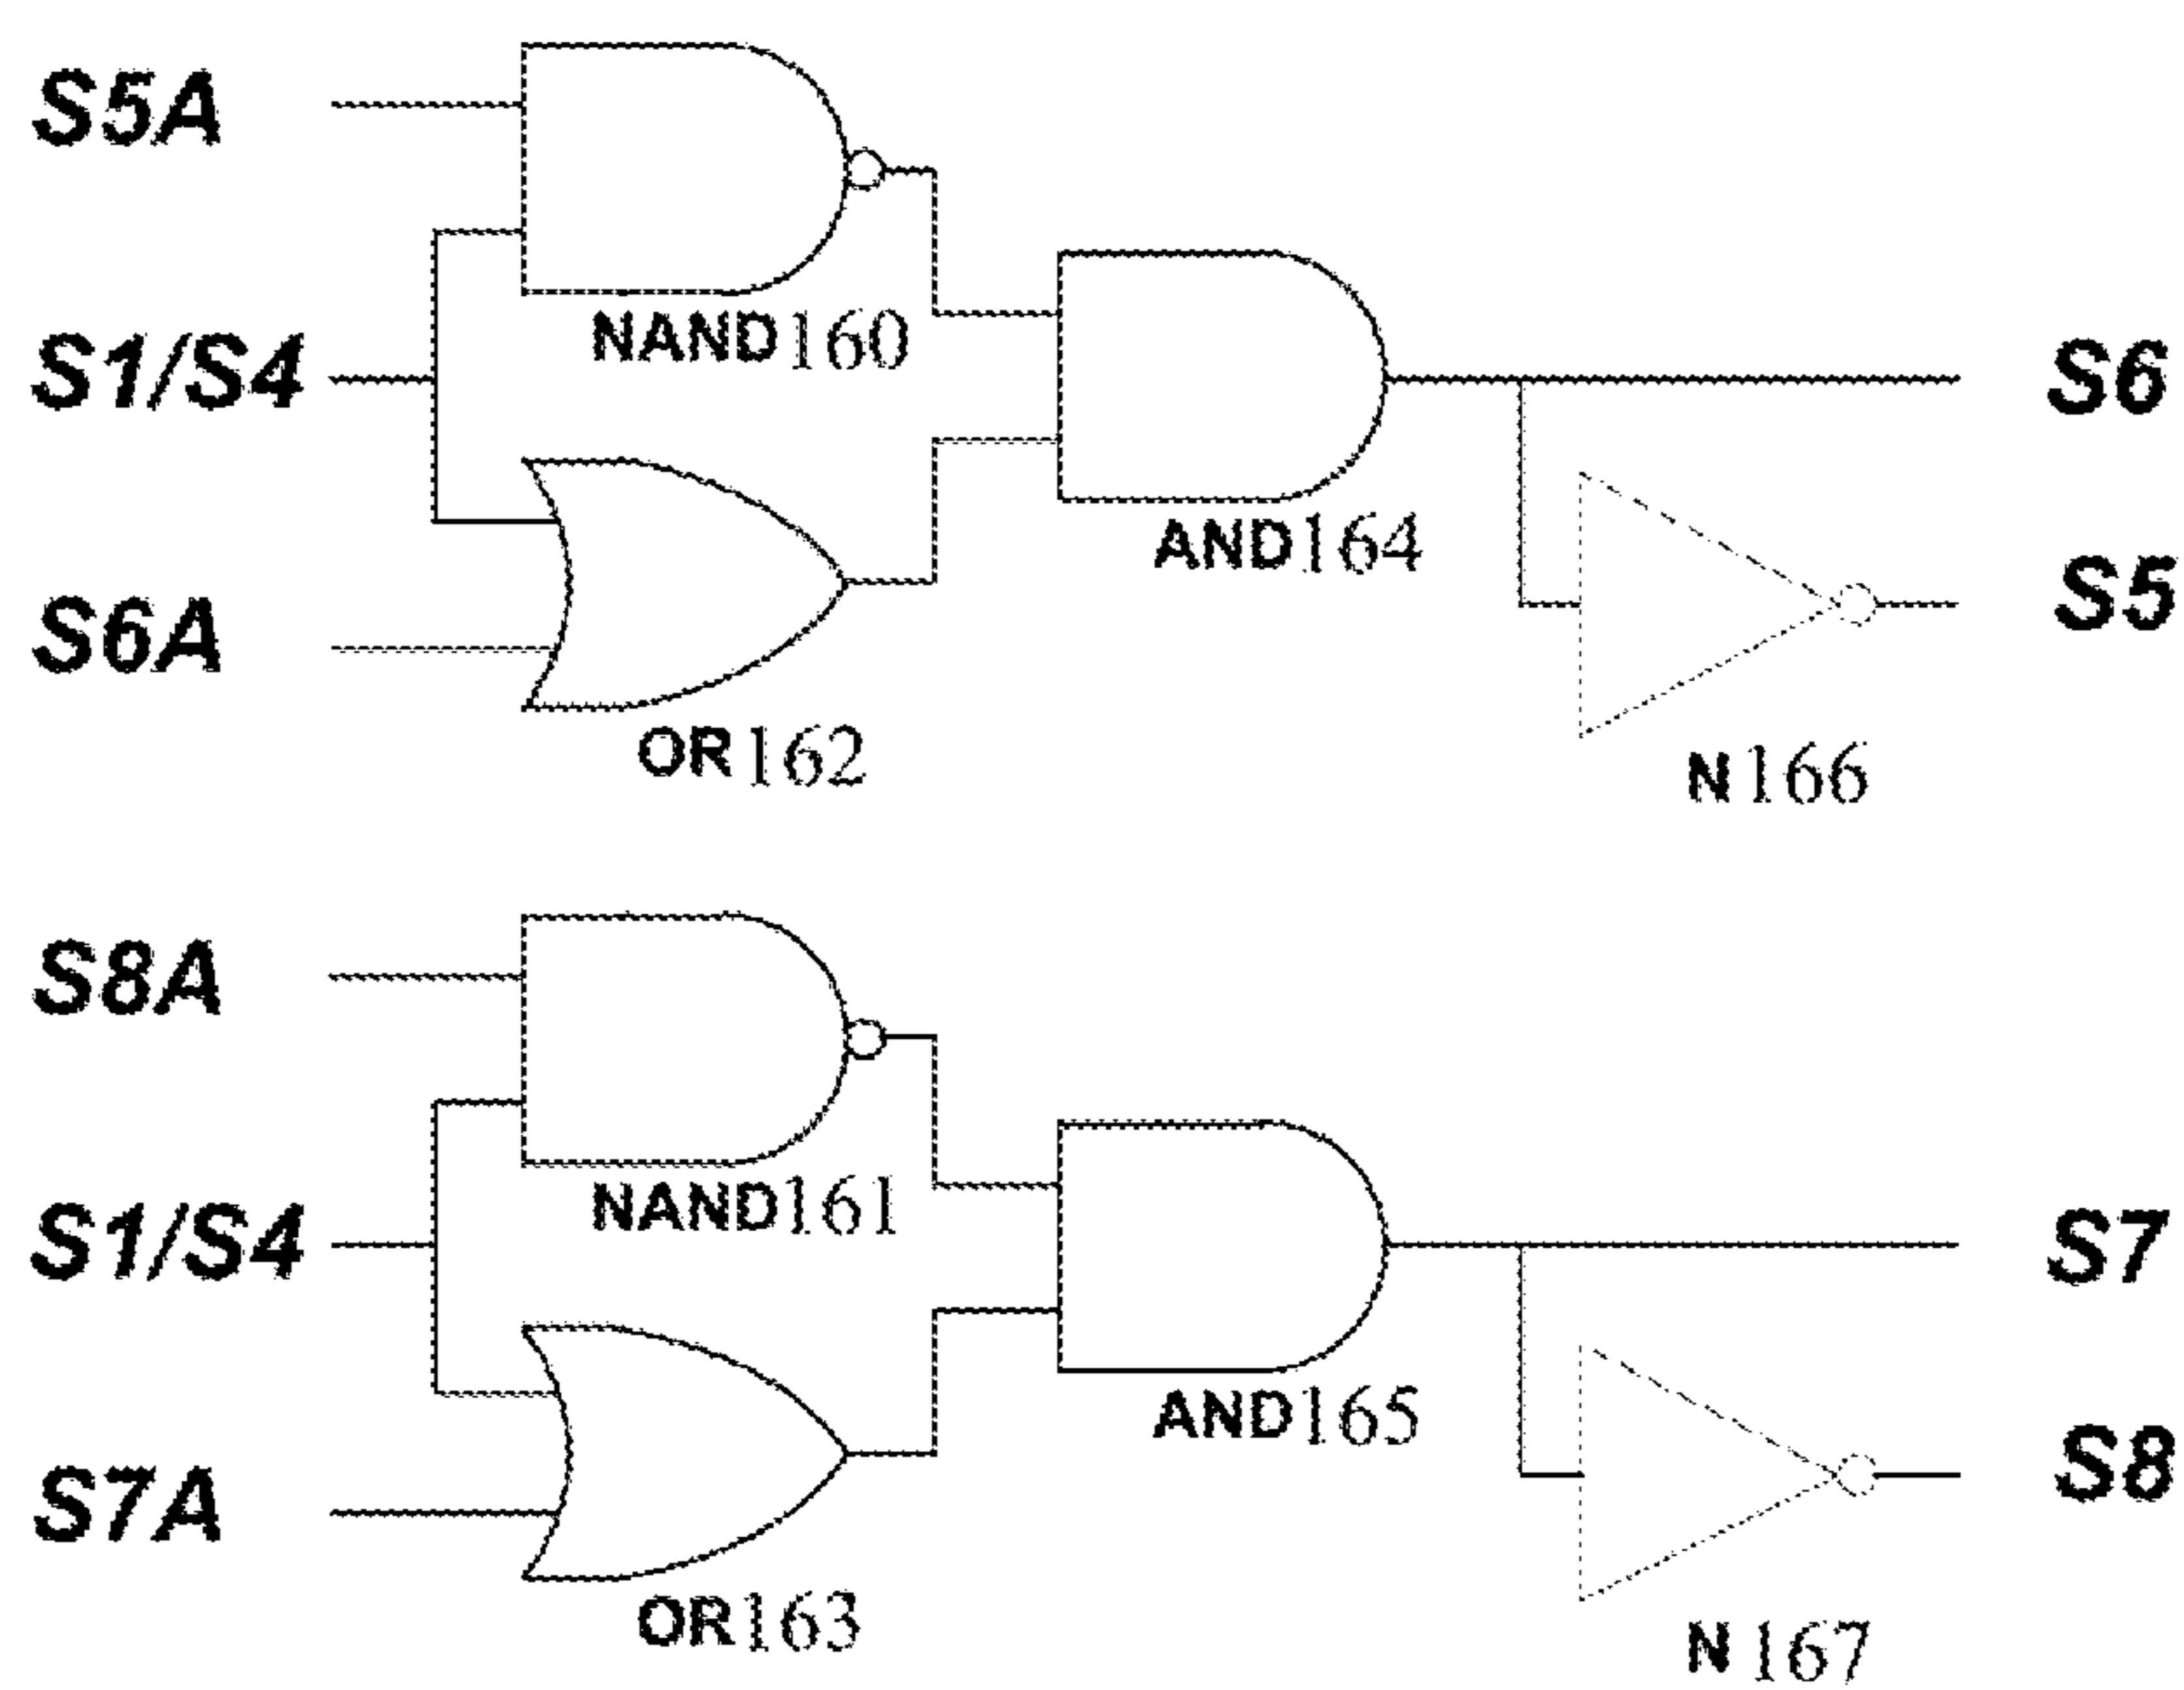 S5A
NAND160
S1/S4
S6
AND164
S5
S6A
OR162
N166
S8A
NAND161
S1/S4
S7
AND165
S8
S7A
OR163
N167